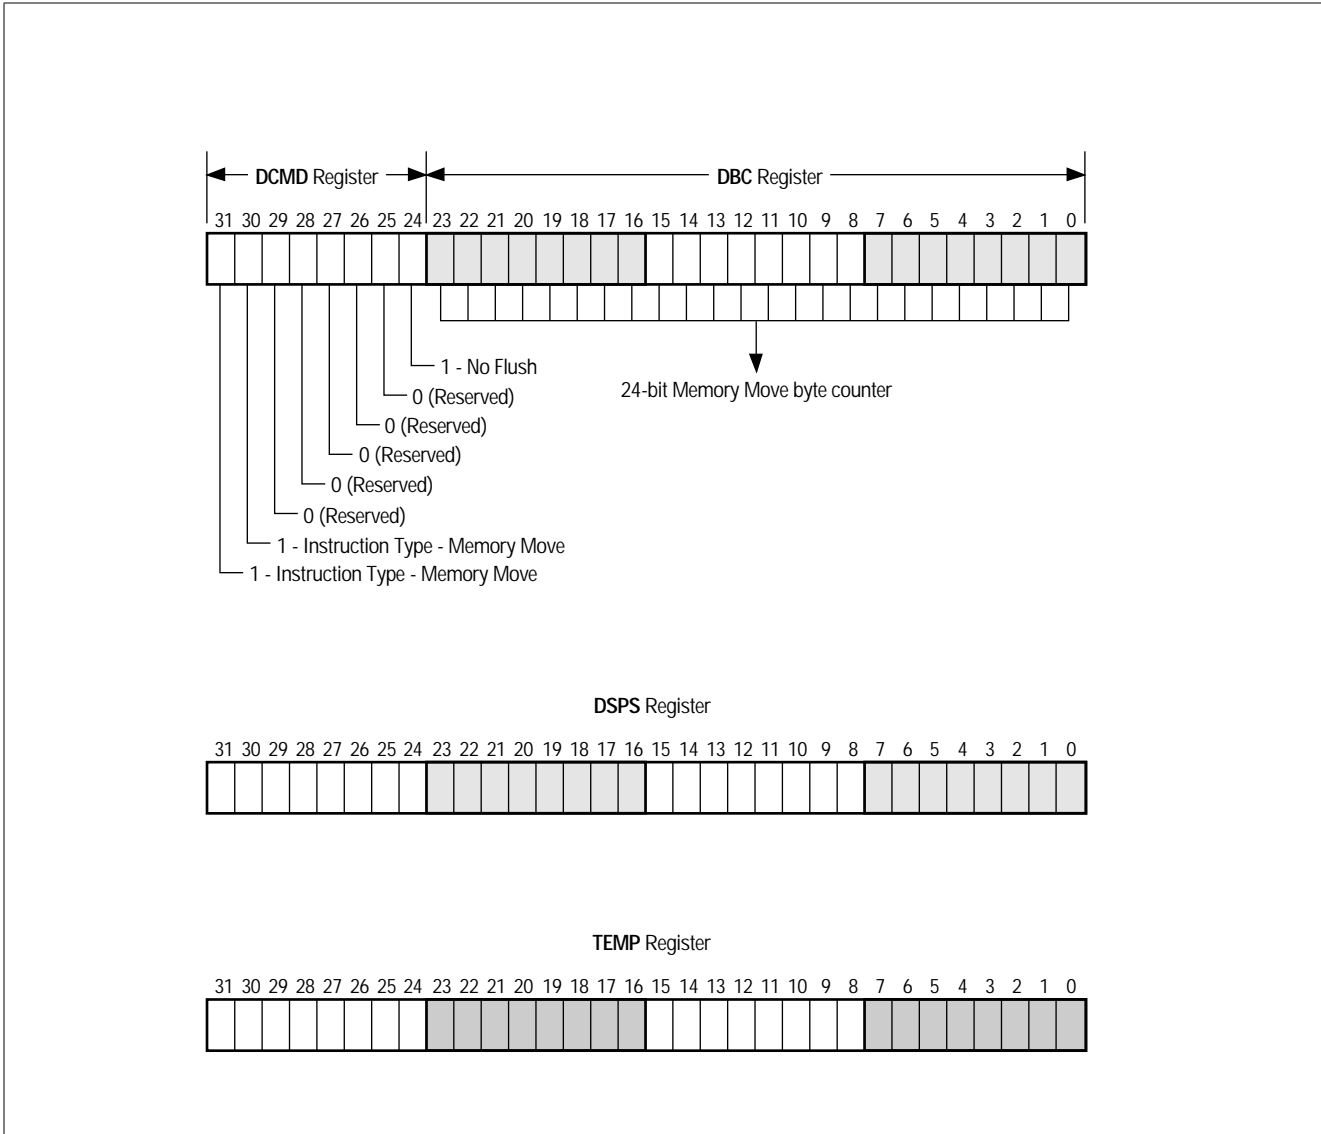 DCMD Register DBC Register
31 30 29 28 27 26 25 24 23 22 21 20 19 18 17 16 15 14 13 12 11 10 9 8 7 6 5 4 3 2 1 0
1 - No Flush
24-bit Memory Move byte counter
0 (Reserved)
0 (Reserved)
0 (Reserved)
0 (Reserved)
0 (Reserved)
1 - Instruction Type - Memory Move
1 - Instruction Type - Memory Move
DSPS Register
31 30 29 28 27 26 25 24 23 22 21 20 19 18 17 16 15 14 13 12 11 10 9 8 7 6 5 4 3 2 1 0
TEMP Register
31 30 29 28 27 26 25 24 23 22 21 20 19 18 17 16 15 14 13 12 11 10 9 8 7 6 5 4 3 2 1 0